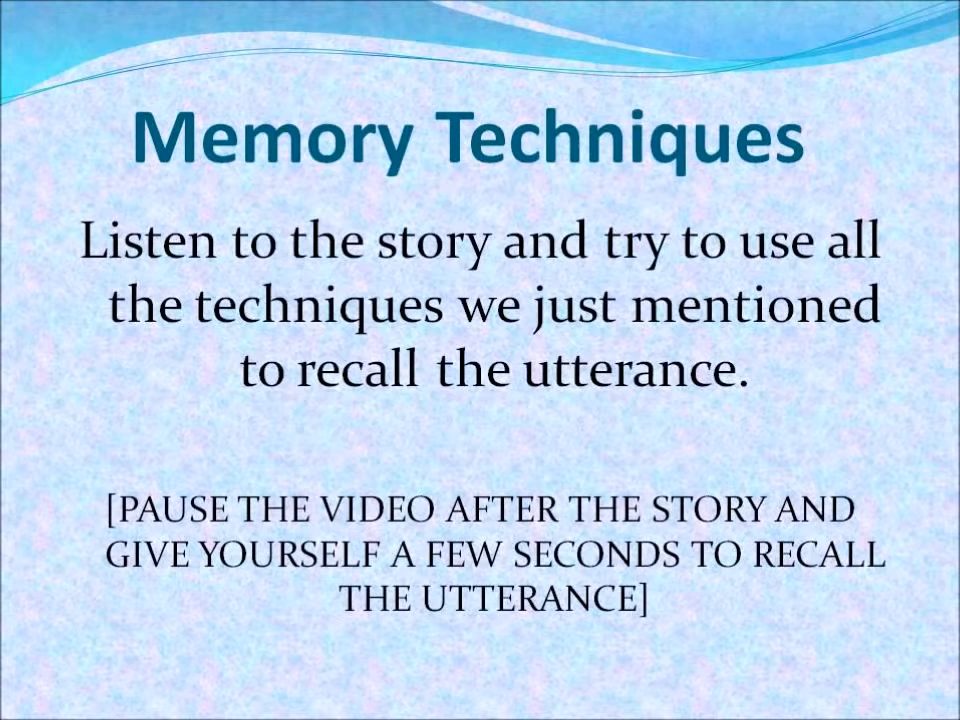 Memory Techniques
Listen to the story and try to use all
the techniques we just mentioned
to recall the utterance.
[PAUSE THE VIDEO AFTER THE STORY AND
GIVE YOURSELF A FEW SECONDS TO RECALL
THE UTTERANCE]